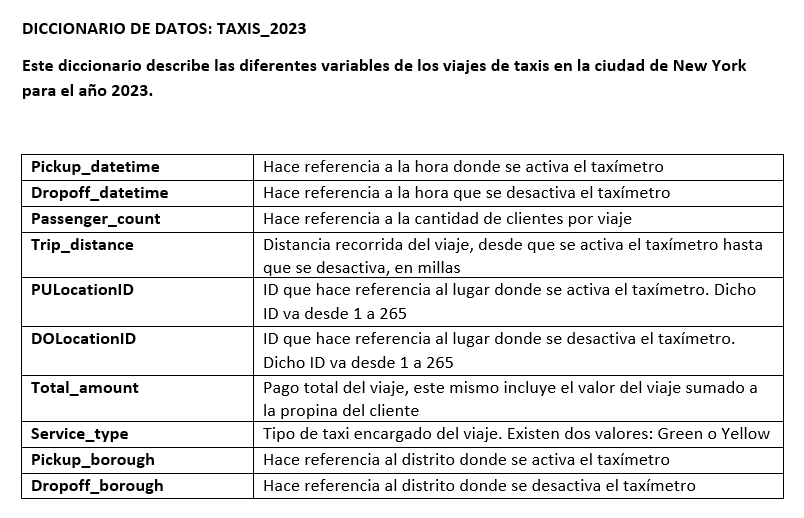 DICCIONARIO DE DATOS: TAXIS_2023
Este diccionario describe las diferentes variables de los viajes de taxis en la ciudad de New York
para el año 2023.
Pickup_datetime Hace referencia a la hora donde se activa el taxímetro
Dropoff_datetime Hace referencia a la hora que se desactiva el taxímetro
Passenger_count Hace referencia a la cantidad de clientes por viaje
Trip_distance Distancia recorrida del viaje, desde que se activa el taxímetro hasta
que se desactiva, en millas
PULocationID ID que hace referencia al lugar donde se activa el taxímetro. Dicho
ID va desde 1 a 265
DOLocationID ID que hace referencia al lugar donde se desactiva el taxímetro.
Dicho ID va desde 1 a 265
Total_amount Pago total del viaje, este mismo incluye el valor del viaje sumado a
la propina del cliente
Service_type Tipo de taxi encargado del viaje. Existen dos valores: Green o Yellow
Pickup_borough Hace referencia al distrito donde se activa el taxímetro
Dropoff_borough Hace referencia al distrito donde se desactiva el taxímetro